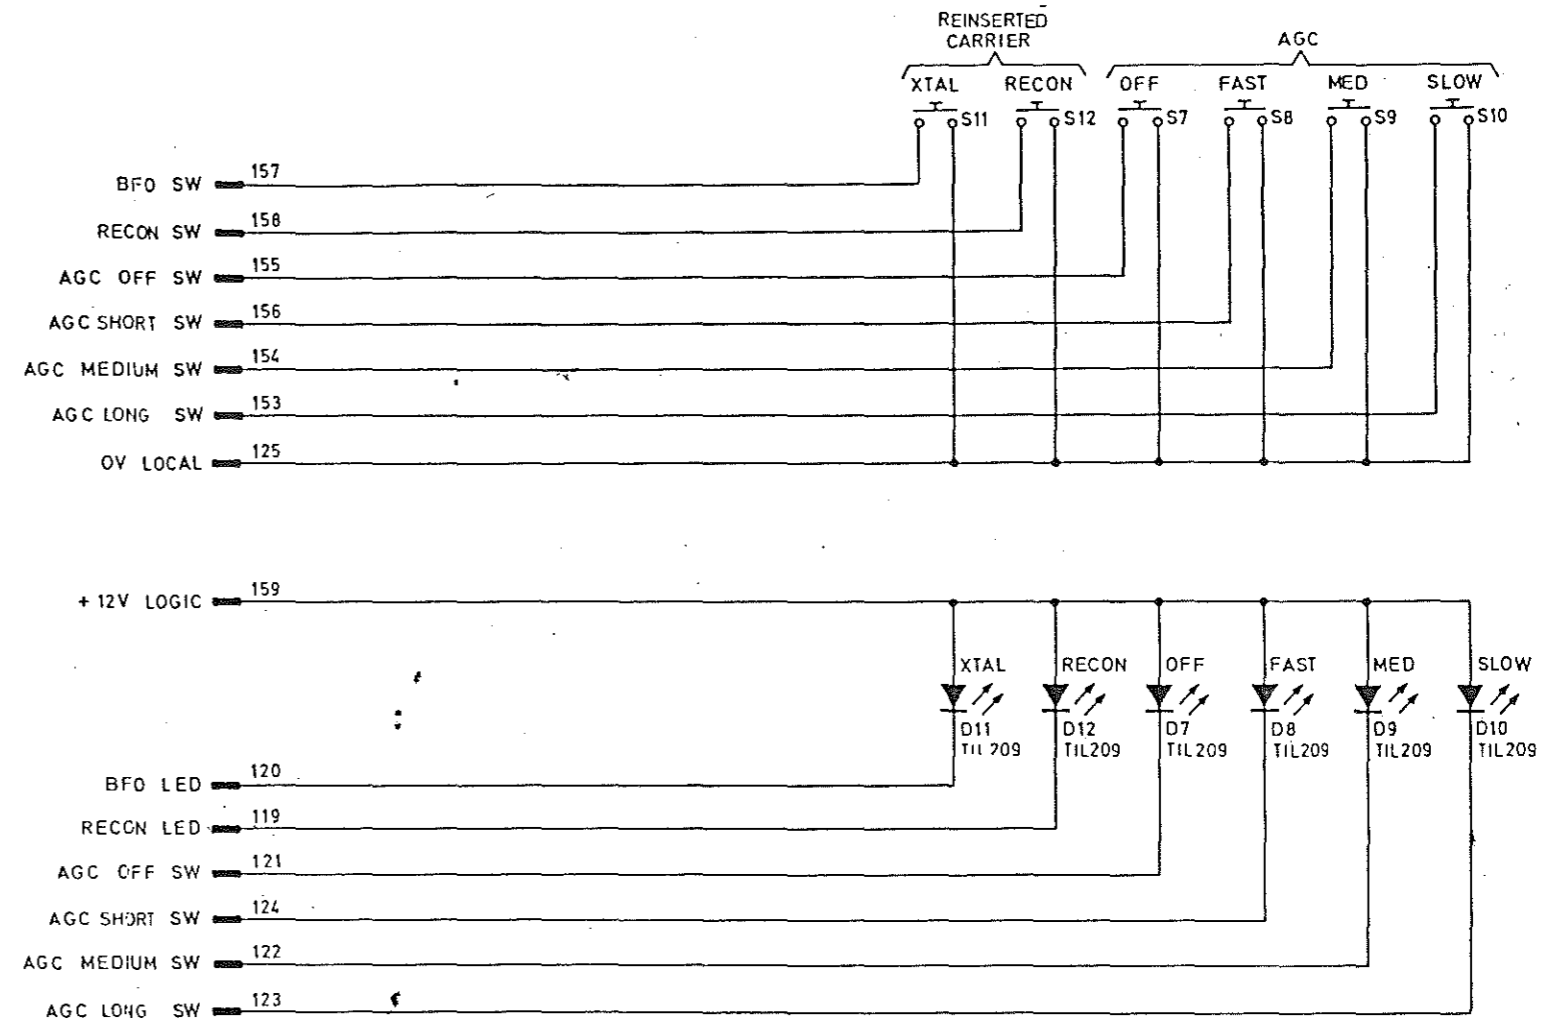 REINSERTED
CARRIER
AGC
XTAL RECON OFF FAST MED SLOW
S11 S12 S7 S8 S9 S10
BFO SW 157
RECON SW 158
AGC OFF SW 155
AGC SHORT SW 156
AGC MEDIUM SW 154
AGC LONG SW 153
OV LOCAL 125
+ 12V LOGIC 159
XTAL RECON OFF FAST MED SLOW
D11 D12 D7 D8 D9 D10
TIL209 TIL209 TIL209 TIL209 TIL209 TIL209
BFO LED 120
RECON LED 119
AGC OFF SW 121
AGC SHORT SW 124
AGC MEDIUM SW 122
AGC LONG SW 123